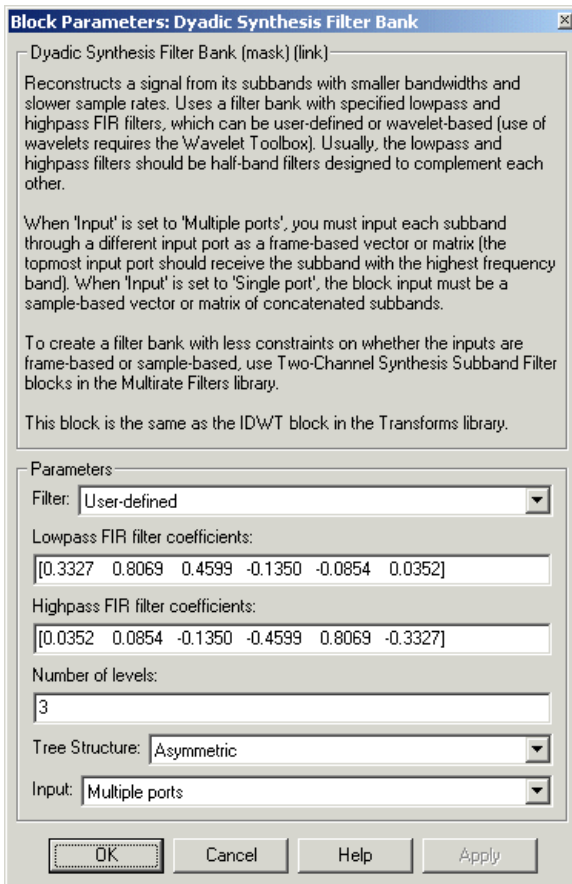 Block Parameters: Dyadic Synthesis Filter Bank
Dyadic Synthesis Filter Bank (mask) (link)
Reconstructs a signal from its subbands with smaller bandwidths and
slower sample rates. Uses a filter bank with specified lowpass and
highpass FIR filters, which can be user-defined or wavelet-based (use of
wavelets requires the Wavelet Toolbox). Usually, the lowpass and
highpass filters should be half-band filters designed to complement each
other.
When 'Input' is set to 'Multiple ports', you must input each subband
through a different input port as a frame-based vector or matrix (the
topmost input port should receive the subband with the highest frequency
band). When 'Input' is set to 'Single port', the block input must be a
sample-based vector or matrix of concatenated subbands.
To create a filter bank with less constraints on whether the inputs are
frame-based or sample-based, use Two-Channel Synthesis Subband Filter
blocks in the Multirate Filters library.
This block is the same as the IDWT block in the Transforms library.
Parameters
Filter: User-defined
Lowpass FIR filter coefficients:
[0.3327 0.8069 0.4599 -0.1350 -0.0854 0.0352]
Highpass FIR filter coefficients:
[0.0352 0.0854 -0.1350 -0.4599 0.8069 -0.3327]
Number of levels:
3
Tree Structure: Asymmetric
Input: Multiple ports
OK Cancel Help Apply